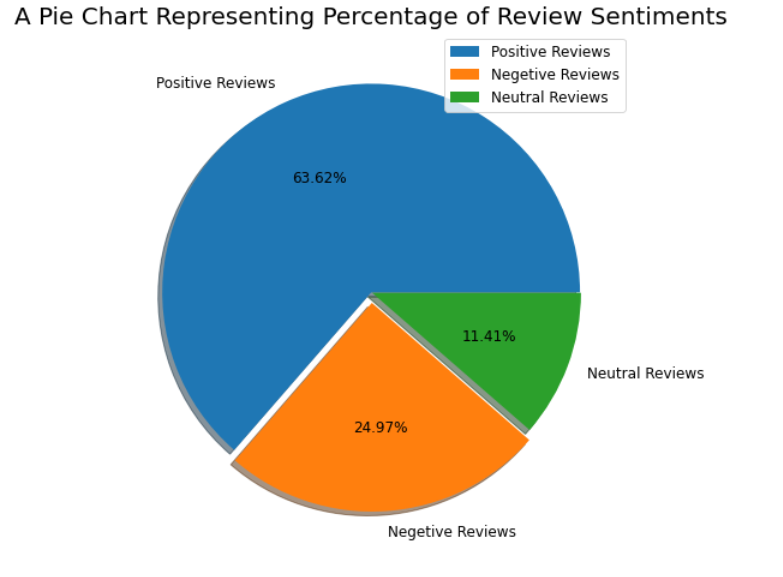 A Pie Chart Representing Percentage of Review Sentiments
Positive Reviews
Negetive Reviews
Neutral Reviews
Positive Reviews
63.62%
11.41%
Neutral Reviews
24.97%
Negetive Reviews